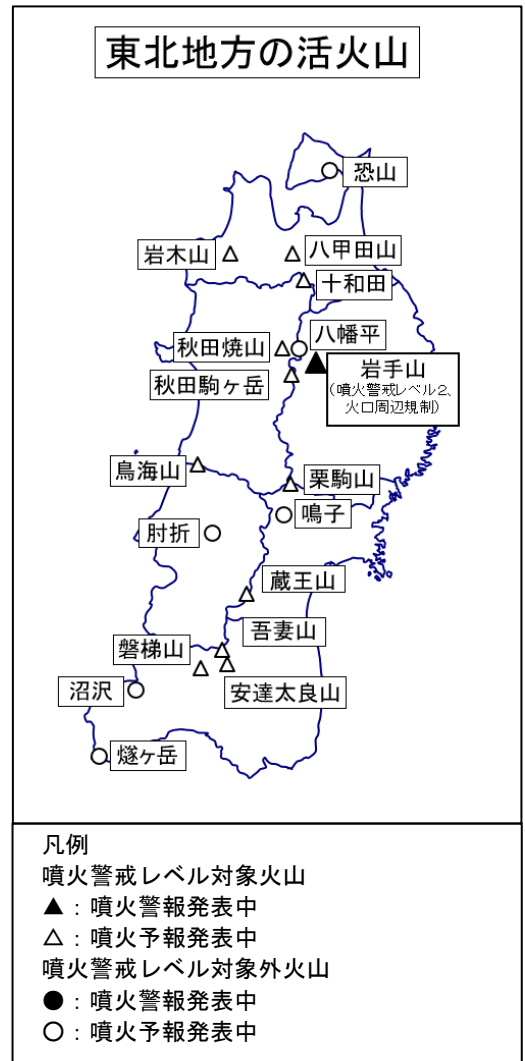 東北地方の活火山
恐山
岩木山
八甲田山
十和田
八幡平
秋田焼山
岩手山
(噴火警戒レベル2、
火口周辺規制)
秋田駒ヶ岳
鳥海山
栗駒山
鳴子
肘折
蔵王山
吾妻山
磐梯山
安達太良山
沼沢
燧ヶ岳
凡例
噴火警戒レベル対象火山
▲：噴火警報発表中
△：噴火予報発表中
噴火警戒レベル対象外火山
●：噴火警報発表中
○：噴火予報発表中